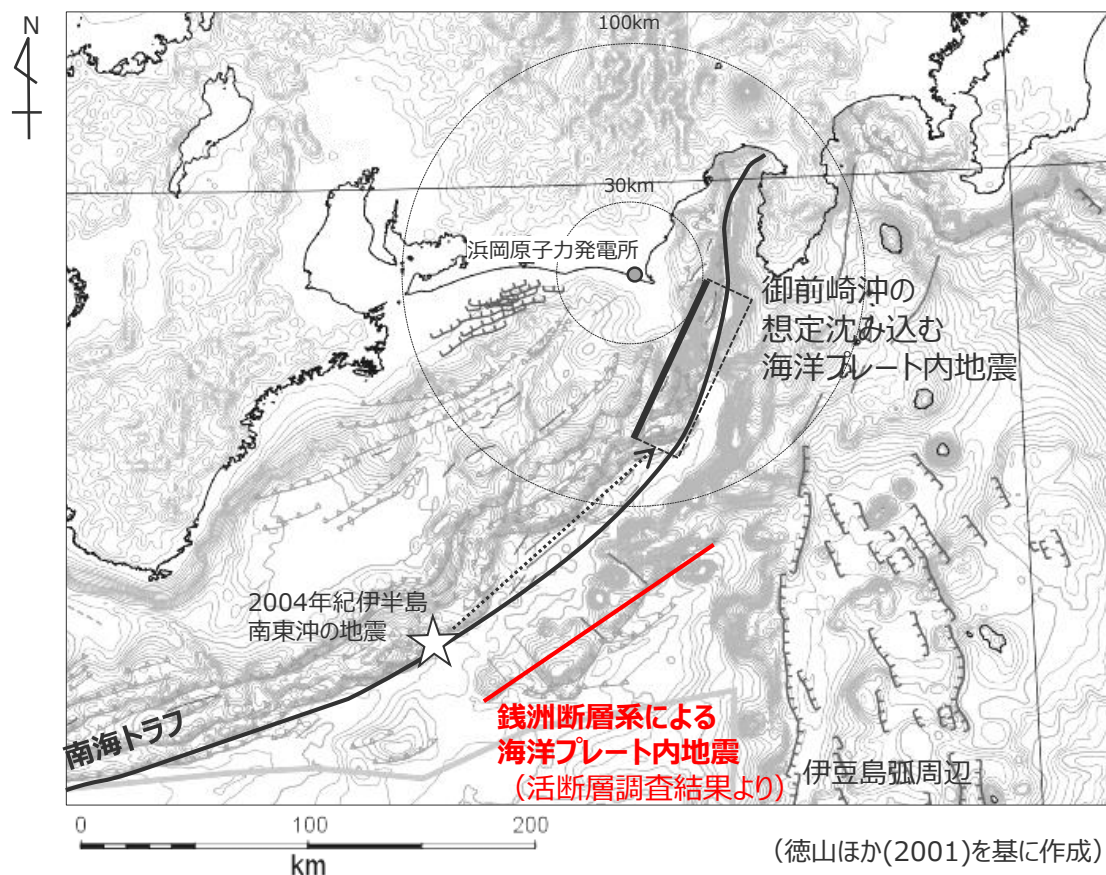 N
100km
30km
浜岡原子力発電所
御前崎沖の
想定沈み込む
海洋プレート内地震
2004年紀伊半島
南東沖の地震
南海トラフ
銭洲断層系による
海洋プレート内地震
（活断層調査結果より）
伊豆島弧周辺
0 100 200
km
（徳山ほか(2001)を基に作成）